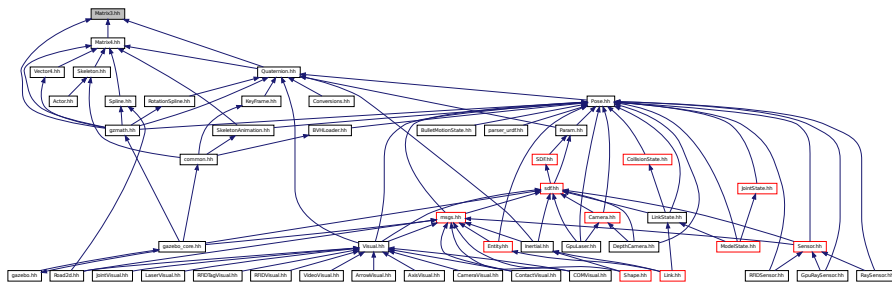 Matrix3.hh
Matrix4.hh
Vector4.hh
Skeleton.hh
Quaternion.hh
Actor.hh
Spline.hh
RotationSpline.hh
KeyFrame.hh
Conversions.hh
Pose.hh
gzmath.hh
SkeletonAnimation.hh
BVHLoader.hh
BulletMotionState.hh
parser_urdf.hh
Param.hh
common.hh
SDF.hh
CollisionState.hh
sdf.hh
JointState.hh
msgs.hh
Camera.hh
LinkState.hh
gazebo_core.hh
Visual.hh
Entity.hh
Inertial.hh
GpuLaser.hh
DepthCamera.hh
ModelState.hh
Sensor.hh
gazebo.hh
Road2d.hh
JointVisual.hh
LaserVisual.hh
RFIDTagVisual.hh
RFIDVisual.hh
VideoVisual.hh
ArrowVisual.hh
AxisVisual.hh
CameraVisual.hh
ContactVisual.hh
COMVisual.hh
Shape.hh
Link.hh
RFIDSensor.hh
GpuRaySensor.hh
RaySensor.hh